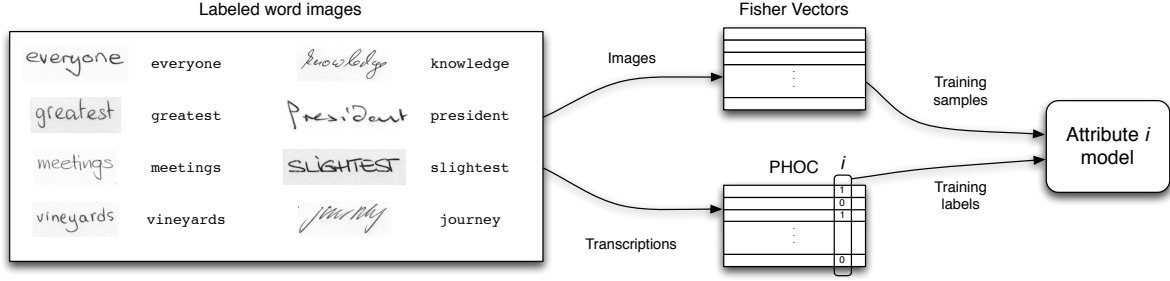 Labeled word images
everyone everyone knowledge knowledge
greatest greatest President president
meetings meetings SLIGHTEST slightest
vineyards vineyards journey journey
Images
Transcriptions
Fisher Vectors
PHOC i
1
0
1
0
Training
samples
Training
labels
Attribute i
model